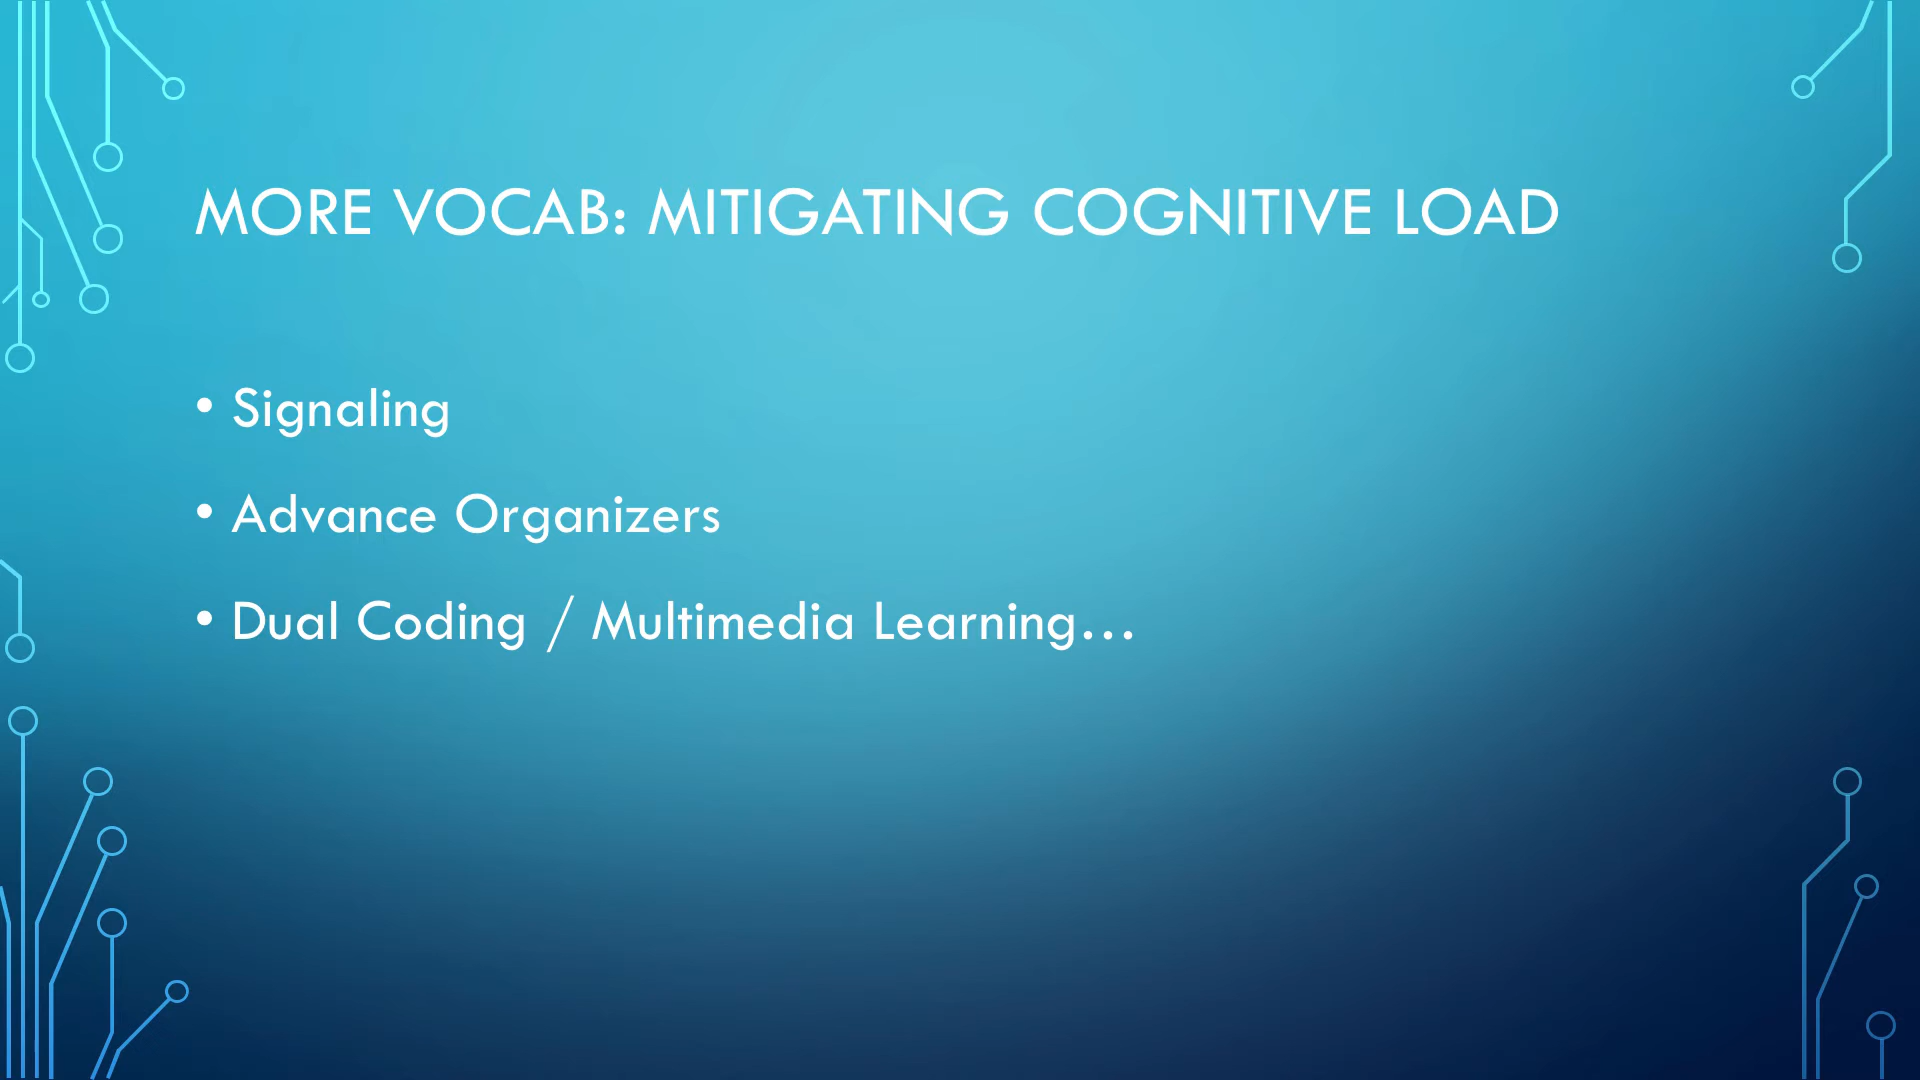 MORE VOCAB: MITIGATING COGNITIVE LOAD
• Signaling
• Advance Organizers
• Dual Coding / Multimedia Learning…